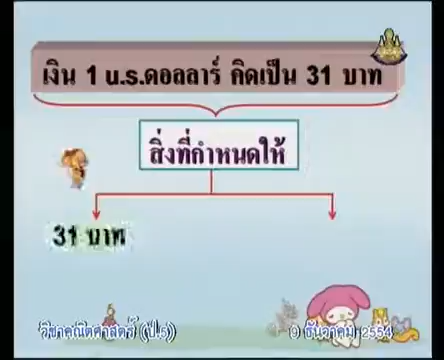 เงิน 1 u.s.ดอลลาร์ คิดเป็น 31 บาท
สิ่งที่กำหนดให้
31 บาท
วิชาคณิตศาสตร์ (ป.5)
9 ธันวาคม 2554